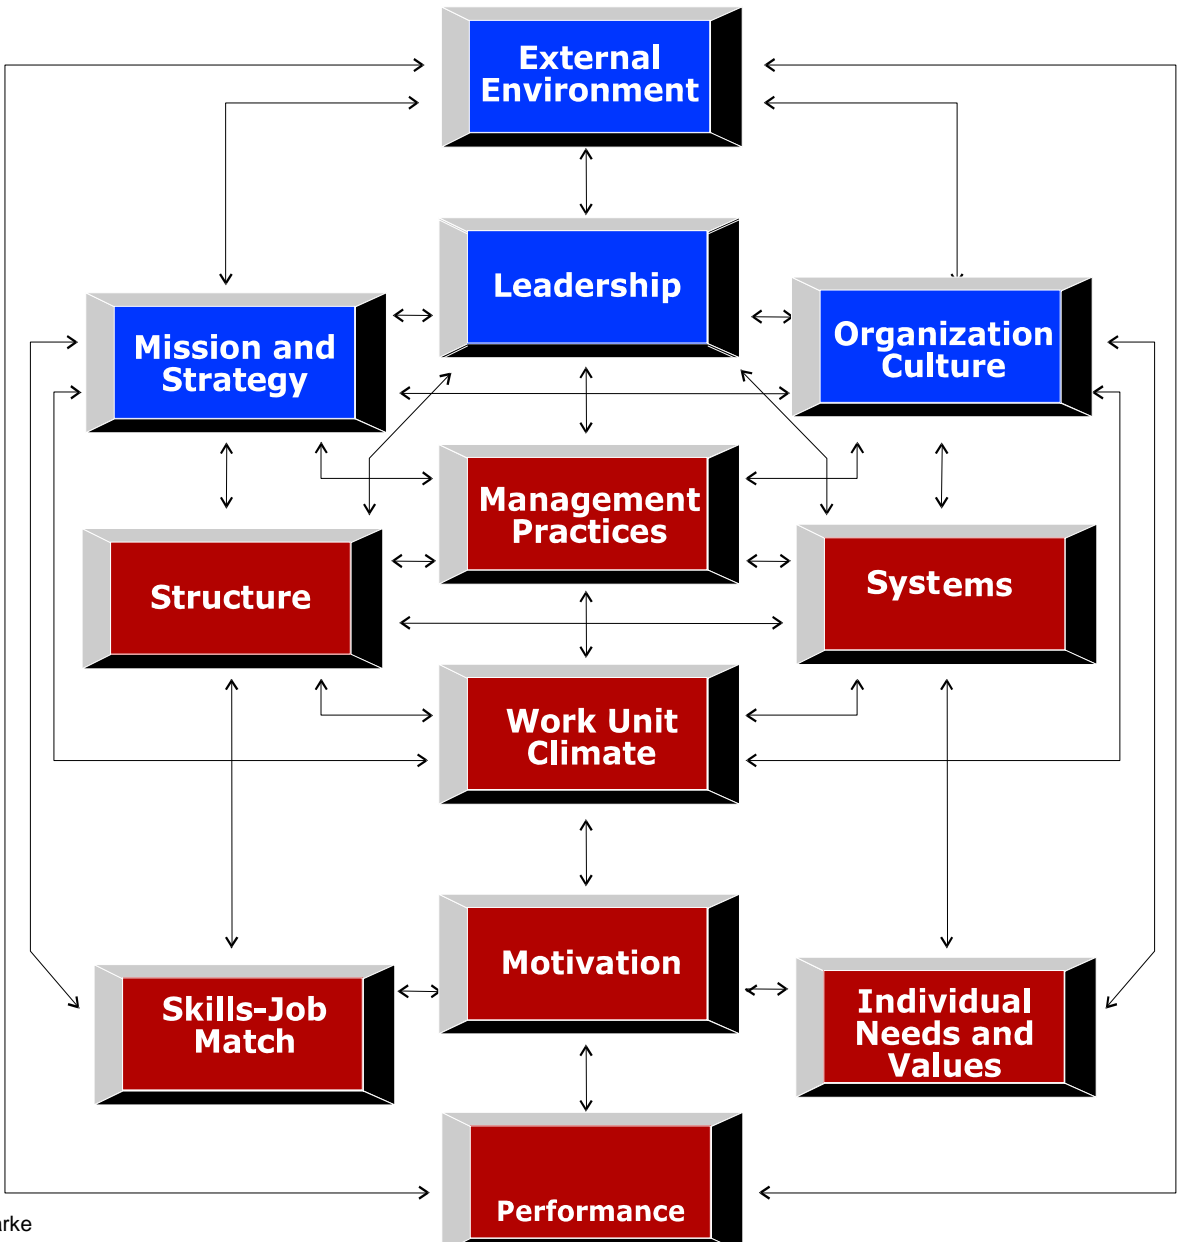 External
Environment
Leadership
Mission and
Strategy
Organization
Culture
Management
Practices
Structure
Systems
Work Unit
Climate
Motivation
Skills-Job
Match
Individual
Needs and
Values
Performance